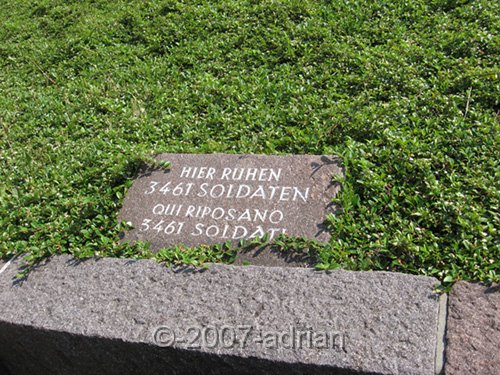 HIER RUHEN
3461 SOLDATEN
QUI RIPOSANO
3461 SOLDATI
©-2007-adrian